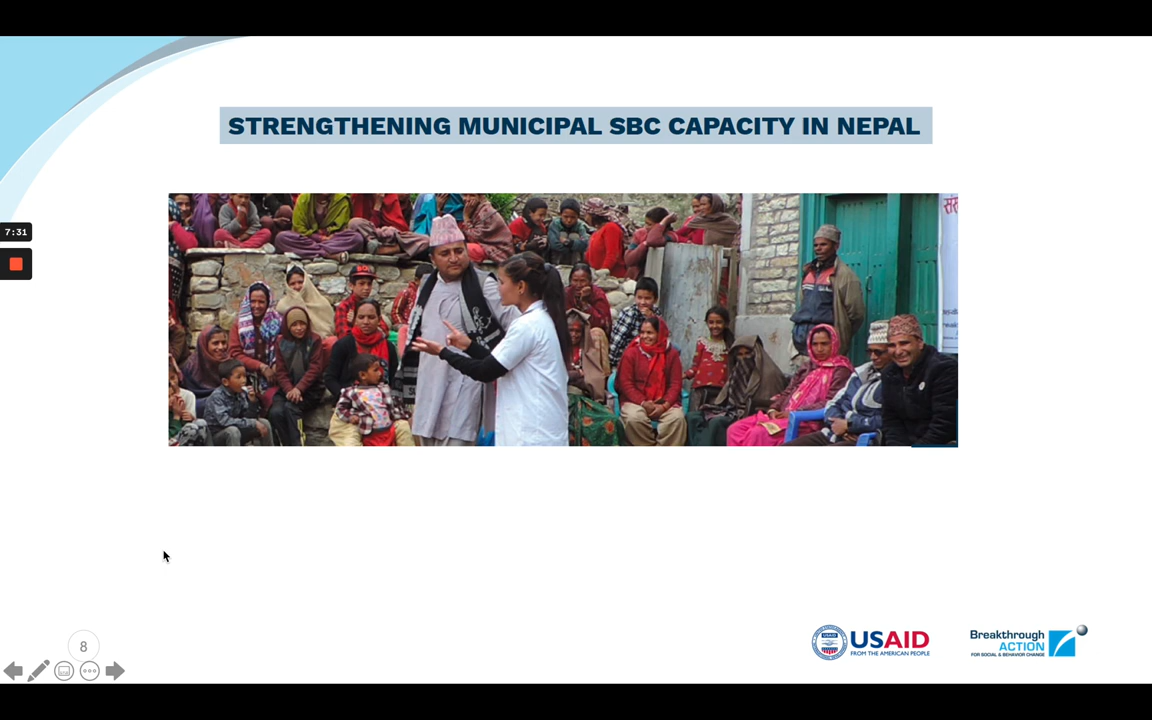 STRENGTHENING MUNICIPAL SBC CAPACITY IN NEPAL
7:31
8
USAID
FROM THE AMERICAN PEOPLE
Breakthrough
ACTION
FOR SOCIAL & BEHAVIOR CHANGE